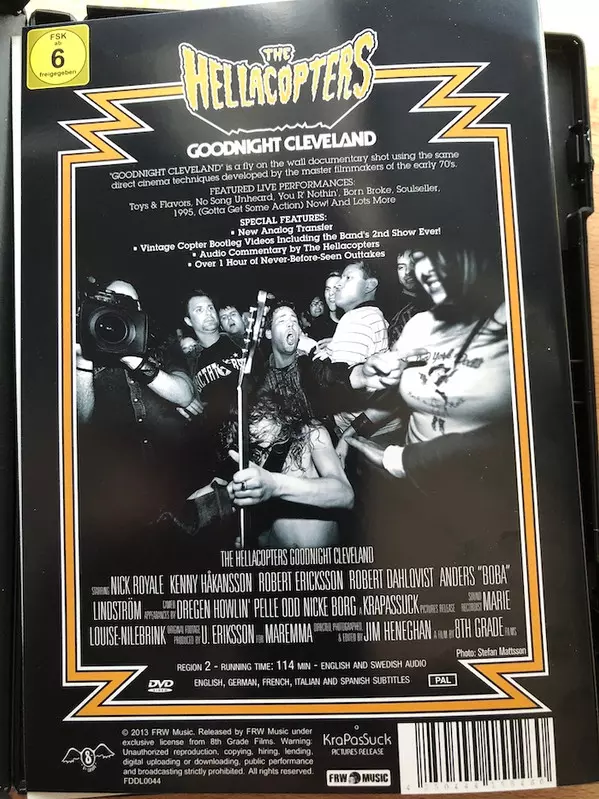 FSK
ab
6
freigegeben
THE
HELLACOPTERS
GOODNIGHT CLEVELAND
"GOODNIGHT CLEVELAND" is a fly on the wall documentary shot using the same
direct cinema techniques developed by the master filmmakers of the early 70's.
FEATURED LIVE PERFORMANCES:
Toys & Flavors, No Song Unheard, You R' Nothin', Born Broke, Soulseller,
1995, (Gotta Get Some Action) Now! And Lots More
SPECIAL FEATURES:
• New Analog Transfer
• Vintage Copter Bootleg Videos Including the Band's 2nd Show Ever!
• Audio Commentary by The Hellacopters
• Over 1 Hour of Never-Before-Seen Outtakes
THE HELLACOPTERS GOODNIGHT CLEVELAND
STARRING NICK ROYALE KENNY HÅKANSSON ROBERT ERICKSSON ROBERT DAHLQVIST ANDERS "BOBA"
LINDSTRÖM CAMEO APPEARANCES BY DREGEN HOWLIN' PELLE ODD NICKE BORG A KRAPASSUCK PICTURES RELEASE SOUND RECORDIST MARIE
LOUISE-NILEBRINK ORIGINAL FOOTAGE PRODUCED BY U. ERIKSSON FOR MAREMMA DIRECTED, PHOTOGRAPHED, & EDITED BY JIM HENEGHAN A FILM BY 8TH GRADE FILMS
Photo: Stefan Mattsson
REGION 2 - RUNNING TIME: 114 MIN - ENGLISH AND SWEDISH AUDIO
DVD VIDEO
ENGLISH, GERMAN, FRENCH, ITALIAN AND SPANISH SUBTITLES
PAL
8
© 2013 FRW Music. Released by FRW Music under
exclusive license from 8th Grade Films. Warning:
Unauthorized reproduction, copying, hiring, lending,
digital uploading or downloading, public performance
and broadcasting strictly prohibited. All rights reserved.
FDDL0044
KraPasSuck
PICTURES RELEASE
FRW MUSIC